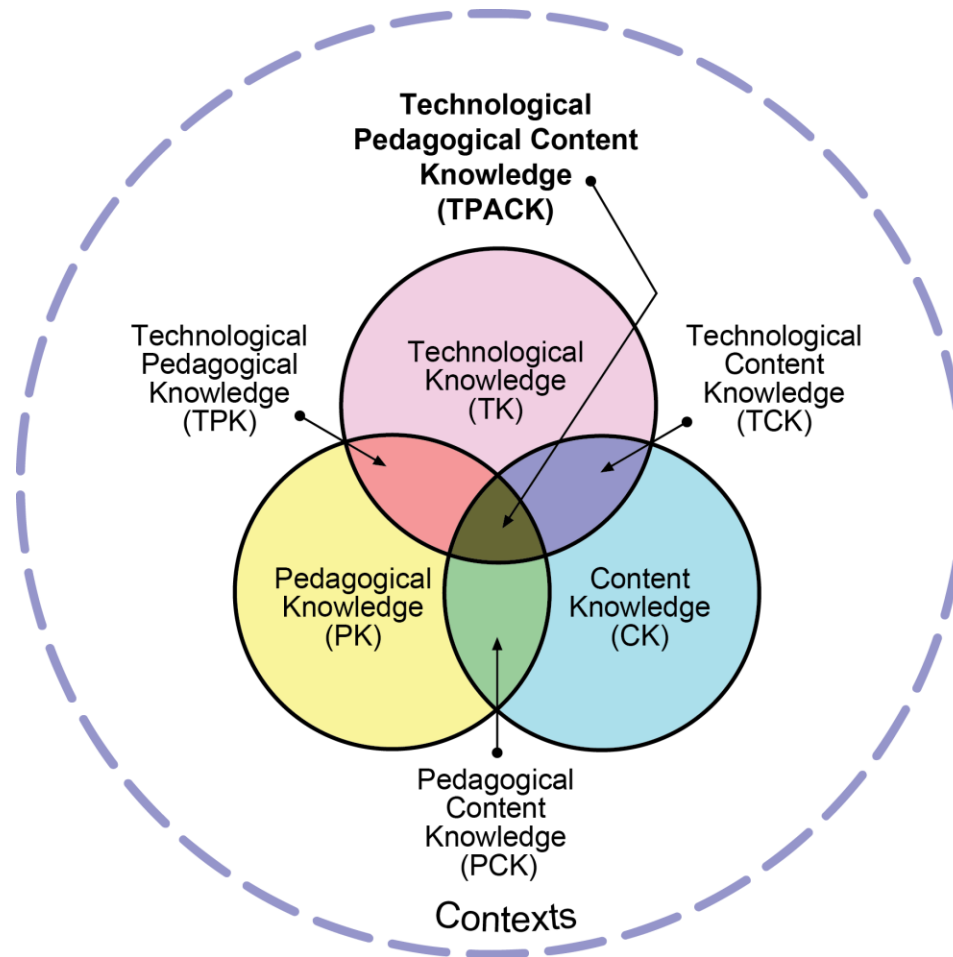 Technological
Pedagogical Content
Knowledge
(TPACK)
Technological
Pedagogical
Knowledge
(TPK)
Technological
Knowledge
(TK)
Technological
Content
Knowledge
(TCK)
Pedagogical
Knowledge
(PK)
Content
Knowledge
(CK)
Pedagogical
Content
Knowledge
(PCK)
Contexts